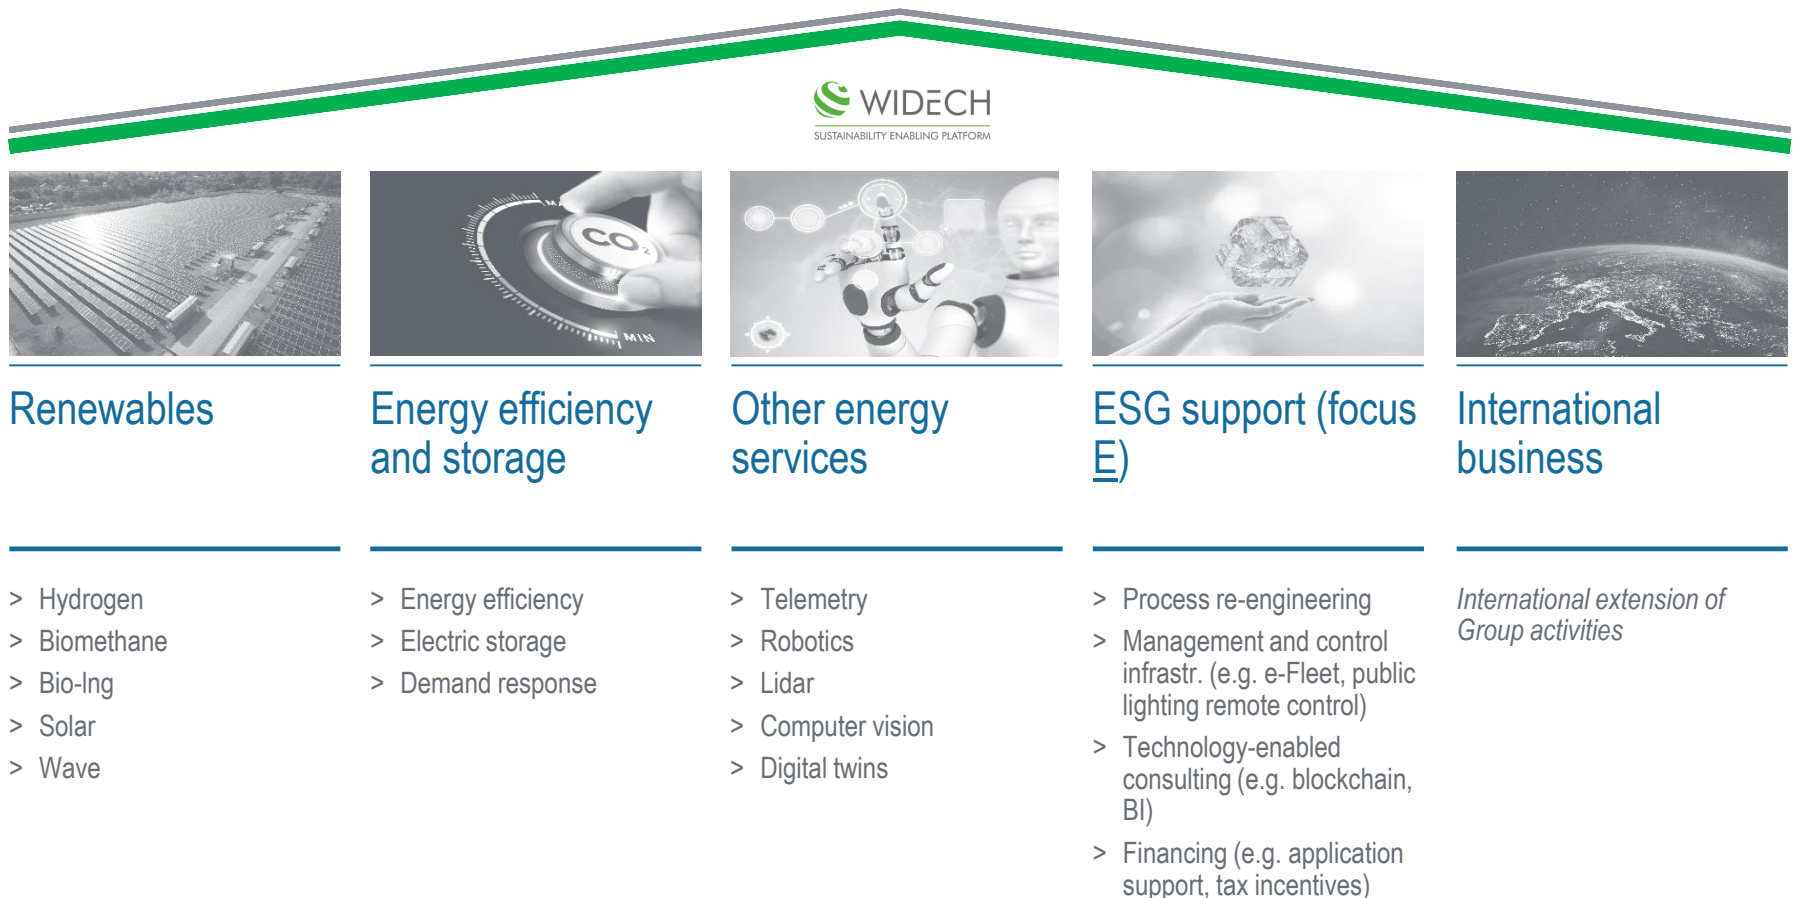 WIDECH
SUSTAINABILITY ENABLING PLATFORM
CO2
MIN
Renewables
> Hydrogen
> Biomethane
> Bio-lng
> Solar
> Wave
Energy efficiency
and storage
> Energy efficiency
> Electric storage
> Demand response
Other energy
services
> Telemetry
> Robotics
> Lidar
> Computer vision
> Digital twins
ESG support (focus
E)
> Process re-engineering
> Management and control
infrastr. (e.g. e-Fleet, public
lighting remote control)
> Technology-enabled
consulting (e.g. blockchain,
BI)
> Financing (e.g. application
support, tax incentives)
International
business
International extension of
Group activities